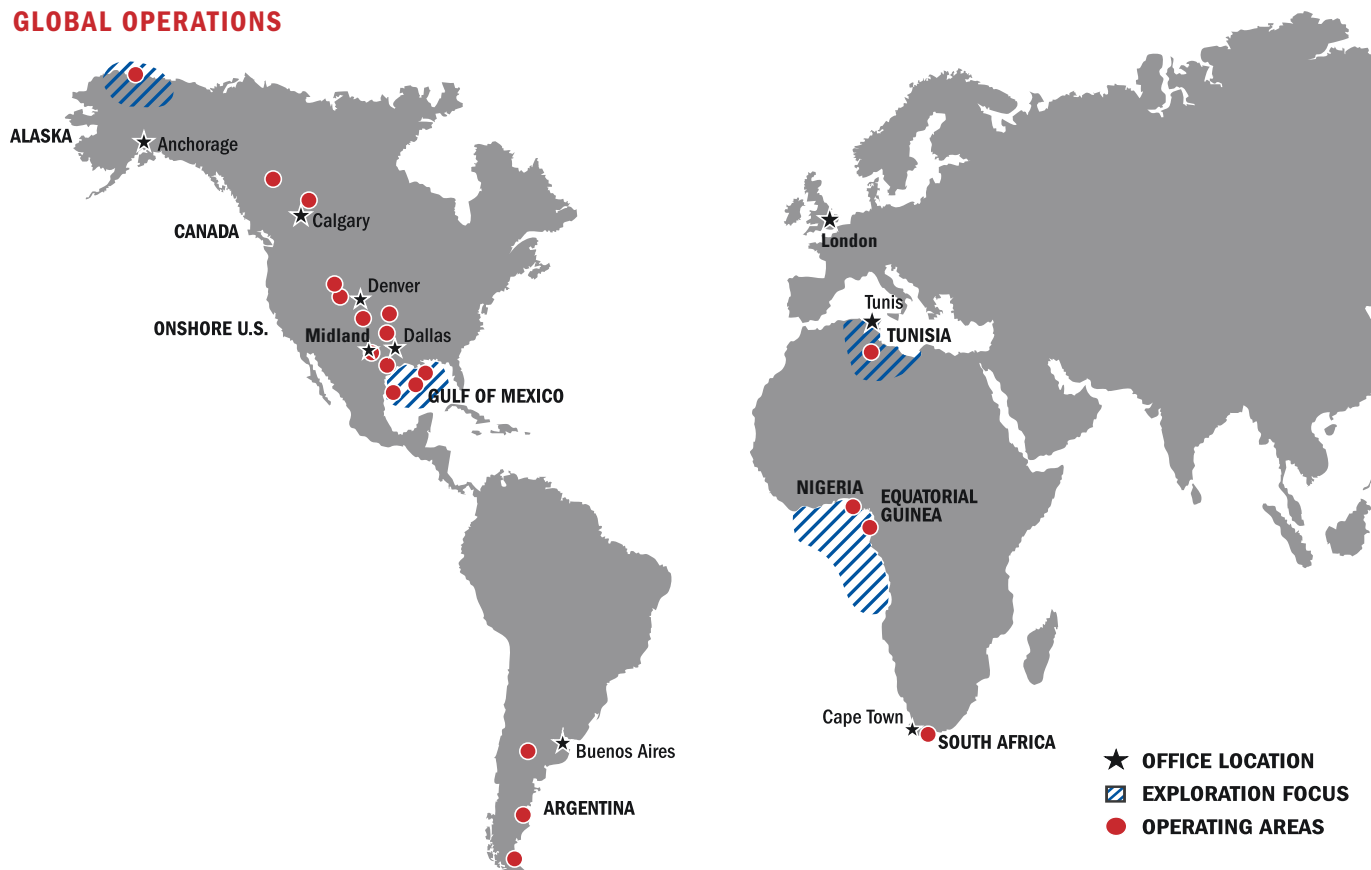 GLOBAL OPERATIONS
ALASKA
Anchorage
Calgary
CANADA
Denver
ONSHORE U.S.
Midland
Dallas
GULF OF MEXICO
Buenos Aires
ARGENTINA
London
Tunis
TUNISIA
NIGERIA
EQUATORIAL
GUINEA
Cape Town
SOUTH AFRICA
OFFICE LOCATION
EXPLORATION FOCUS
OPERATING AREAS